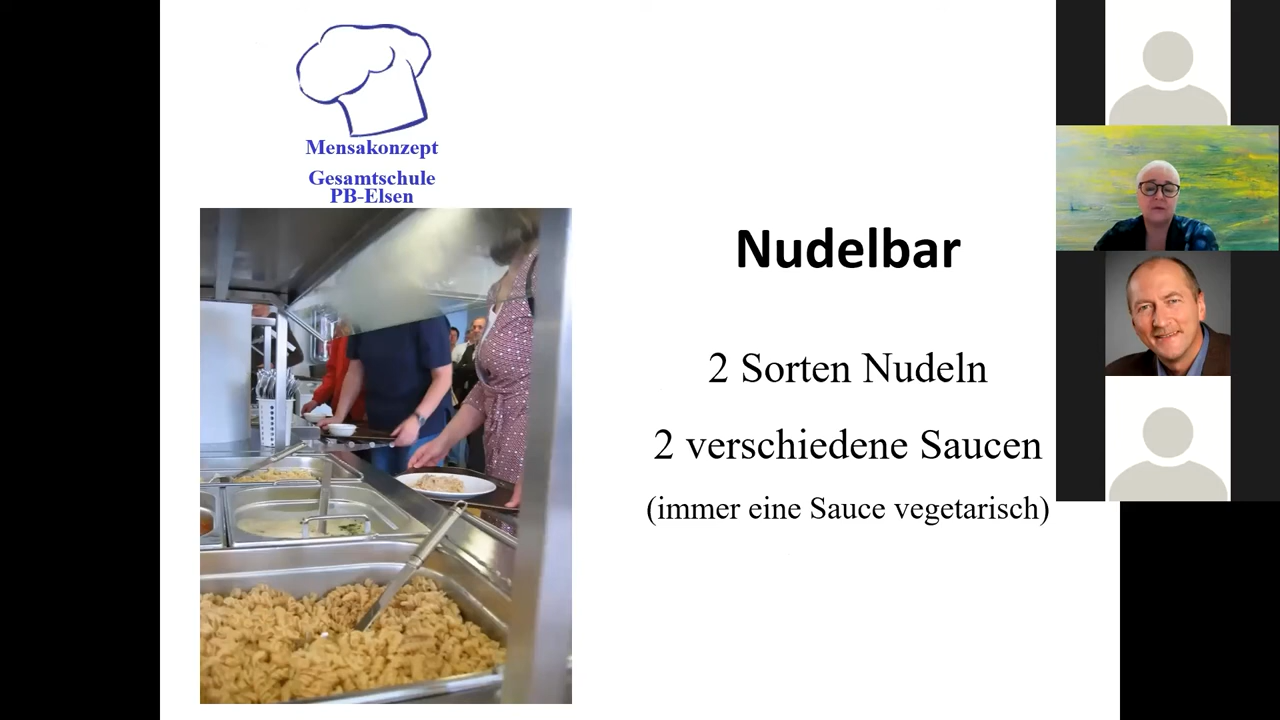 Mensakonzept
Gesamtschule
PB-Elsen
Nudelbar
2 Sorten Nudeln
2 verschiedene Saucen
(immer eine Sauce vegetarisch)